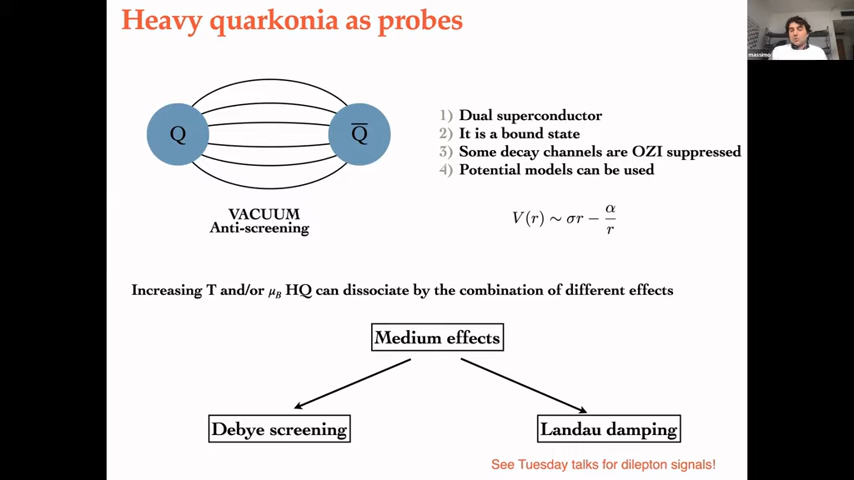 Heavy quarkonia as probes
massimo
Q
Q̅
1) Dual superconductor
2) It is a bound state
3) Some decay channels are OZI suppressed
4) Potential models can be used
VACUUM
Anti-screening
V(r) ∼ σr − α/r
Increasing T and/or μ_B HQ can dissociate by the combination of different effects
Medium effects
Debye screening
Landau damping
See Tuesday talks for dilepton signals!